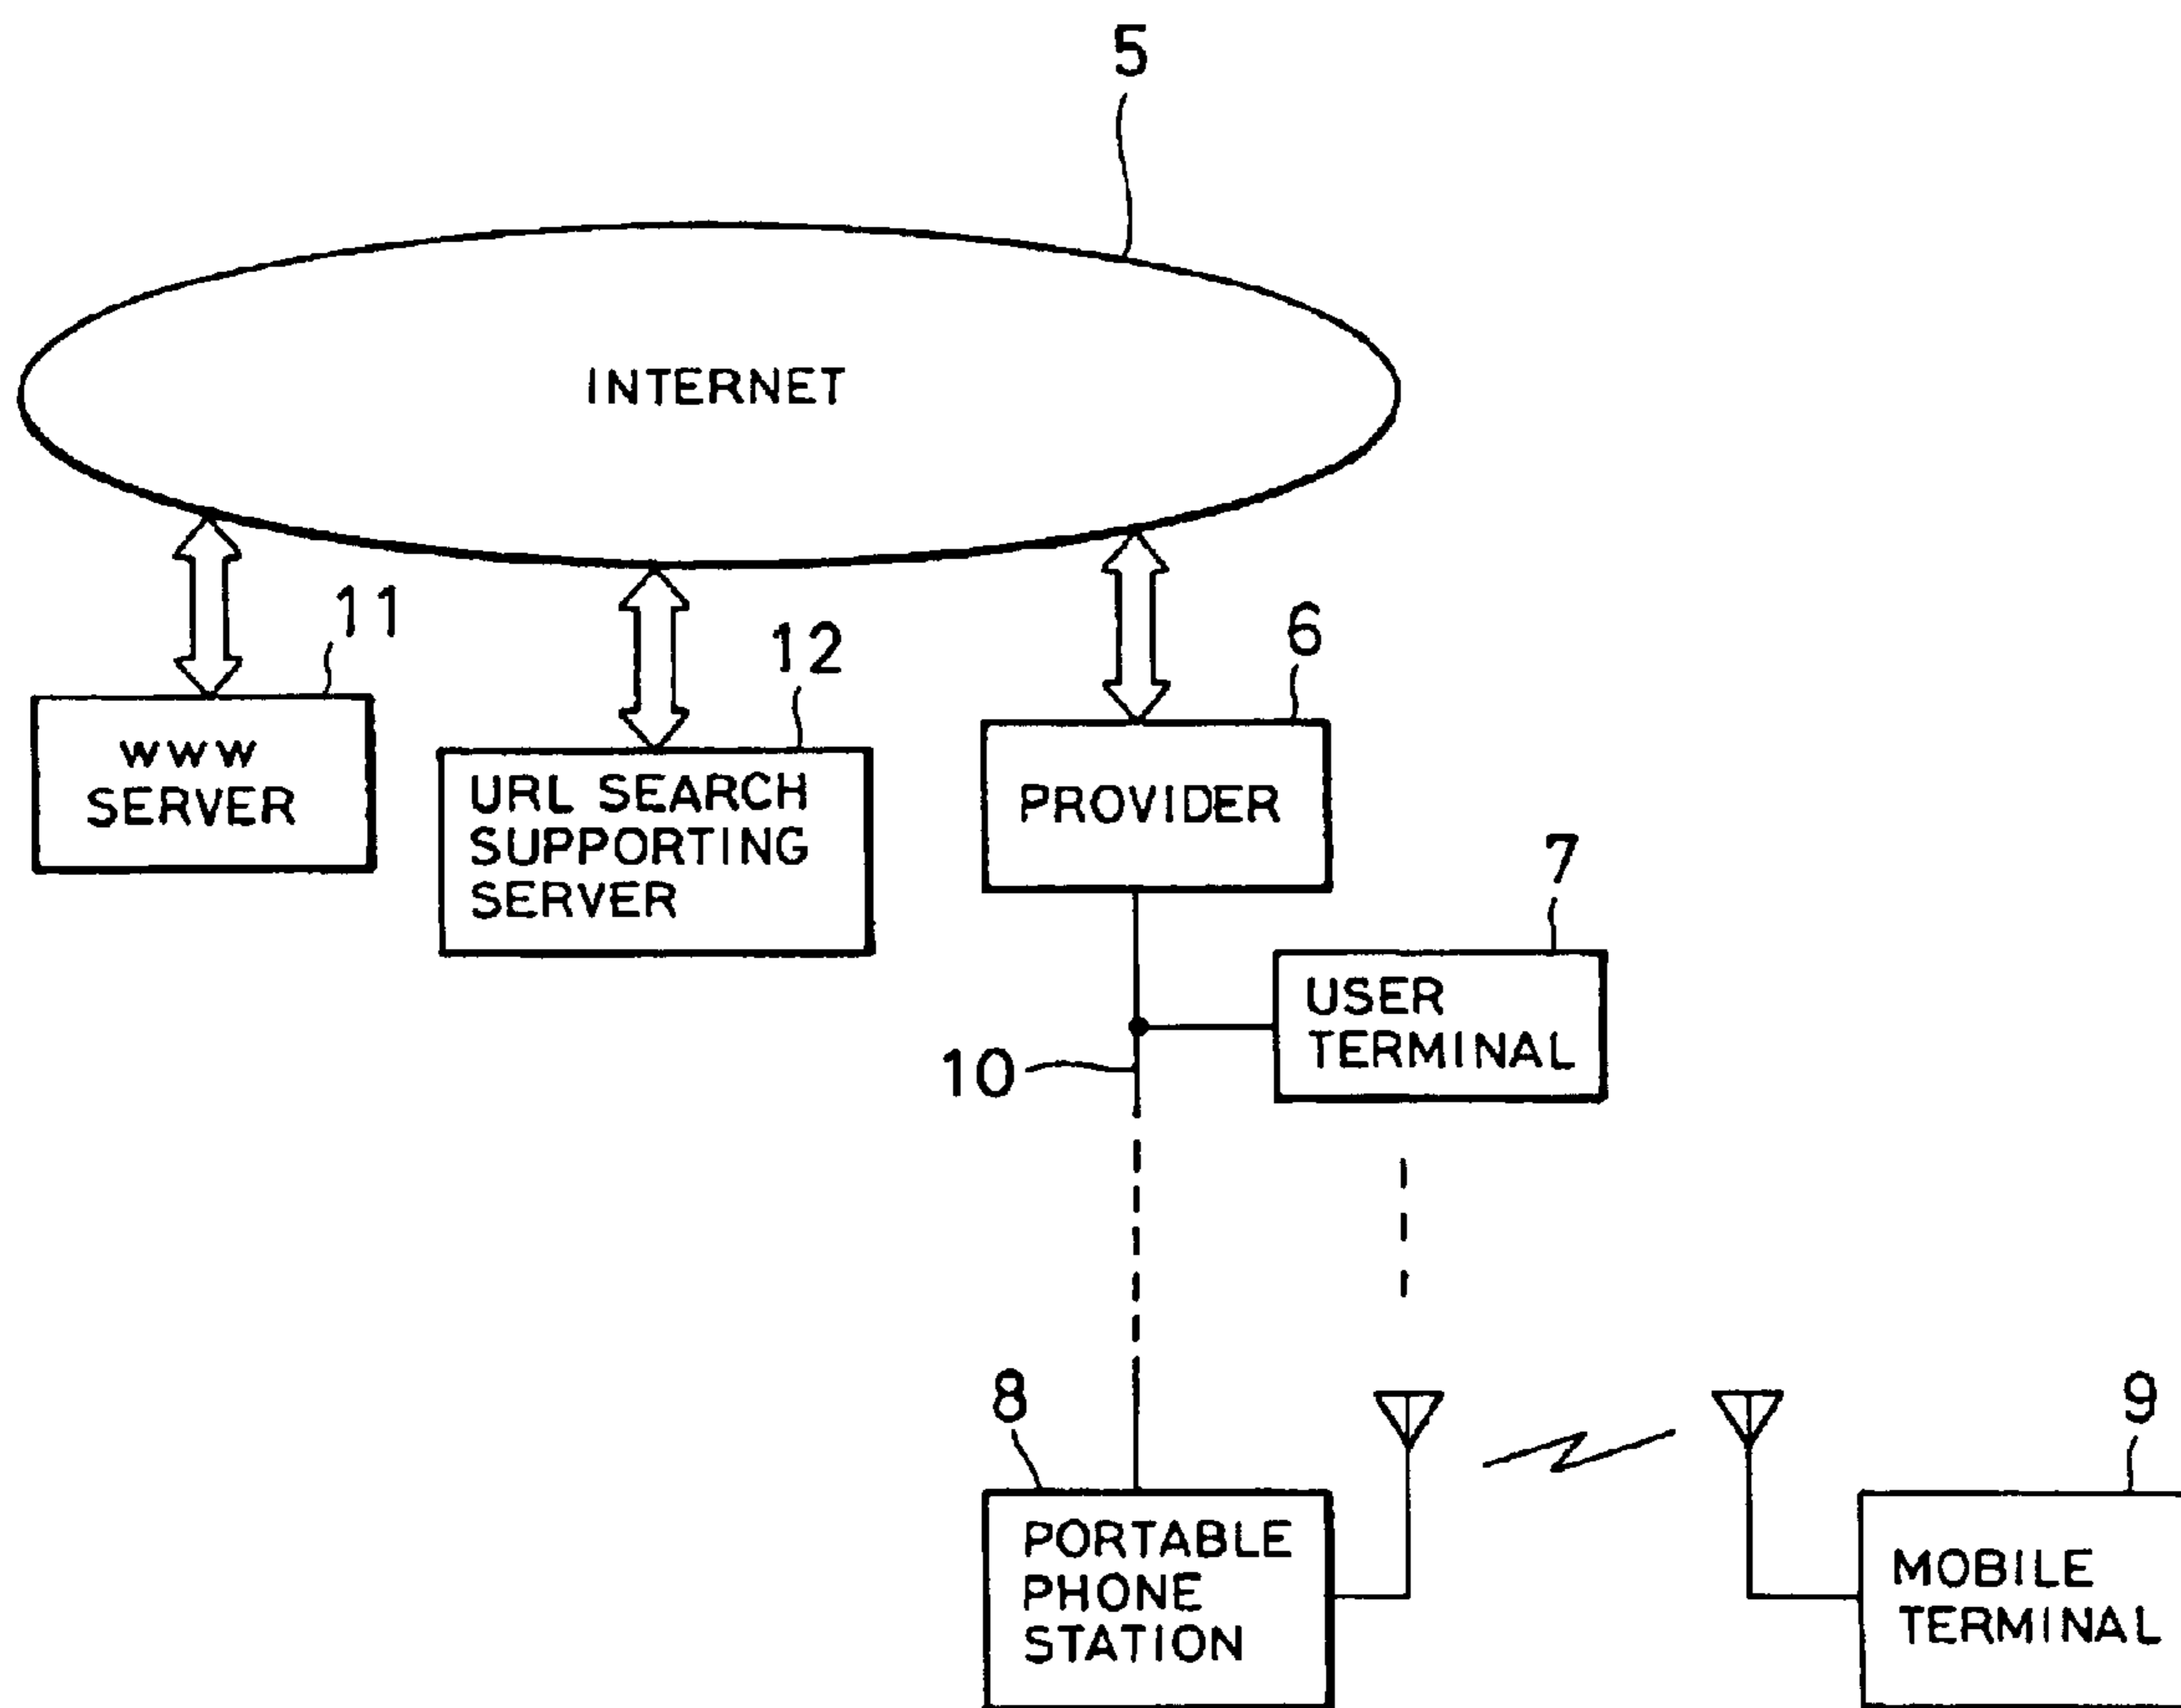 5
INTERNET
11
12
6
WWW
SERVER
URL SEARCH
SUPPORTING
SERVER
PROVIDER
7
USER
TERMINAL
10
8
9
PORTABLE
PHONE
STATION
MOBILE
TERMINAL